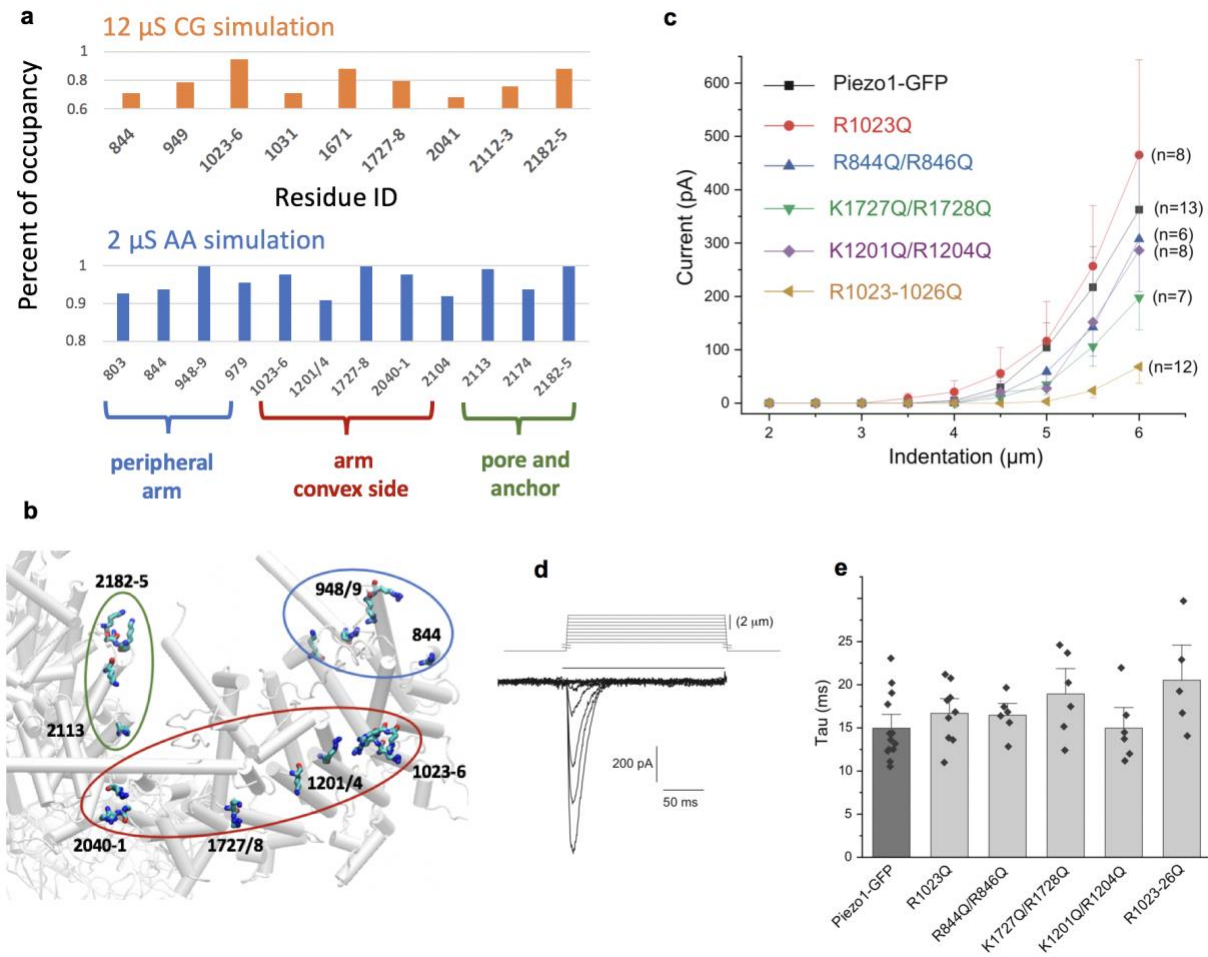 a
12 µS CG simulation
1
0.8
0.6
844
949
1023-6
1031
1671
1727-8
2041
2112-3
2182-5
Residue ID
Percent of occupancy
2 µS AA simulation
1
0.9
0.8
803
844
948-9
979
1023-6
1201/4
1727-8
2040-1
2104
2113
2174
2182-5
peripheral
arm
arm
convex side
pore and
anchor
b
2182-5
948/9
844
2113
1201/4
1023-6
2040-1
1727/8
c
Piezo1-GFP
R1023Q
R844Q/R846Q
K1727Q/R1728Q
K1201Q/R1204Q
R1023-1026Q
Current (pA)
600
500
400
300
200
100
0
(n=8)
(n=13)
(n=6)
(n=8)
(n=7)
(n=12)
2
3
4
5
6
Indentation (µm)
d
(2 µm)
200 pA
50 ms
e
Tau (ms)
25
20
15
10
5
0
Piezo1-GFP
R1023Q
R844Q/R846Q
K1727Q/R1728Q
K1201Q/R1204Q
R1023-26Q